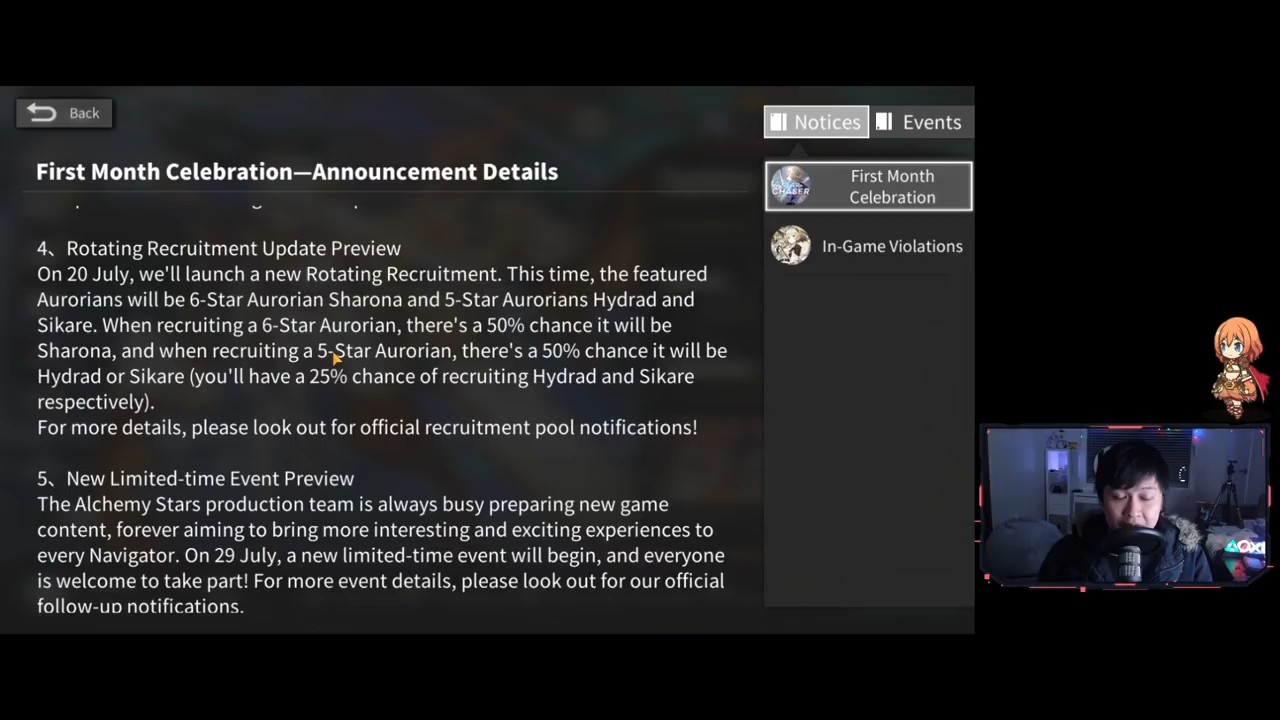 Back
Notices
Events
First Month Celebration—Announcement Details
First Month
Celebration
In-Game Violations
4、Rotating Recruitment Update Preview
On 20 July, we'll launch a new Rotating Recruitment. This time, the featured
Aurorians will be 6-Star Aurorian Sharona and 5-Star Aurorians Hydrad and
Sikare. When recruiting a 6-Star Aurorian, there's a 50% chance it will be
Sharona, and when recruiting a 5-Star Aurorian, there's a 50% chance it will be
Hydrad or Sikare (you'll have a 25% chance of recruiting Hydrad and Sikare
respectively).
For more details, please look out for official recruitment pool notifications!
5、New Limited-time Event Preview
The Alchemy Stars production team is always busy preparing new game
content, forever aiming to bring more interesting and exciting experiences to
every Navigator. On 29 July, a new limited-time event will begin, and everyone
is welcome to take part! For more event details, please look out for our official
follow-up notifications.